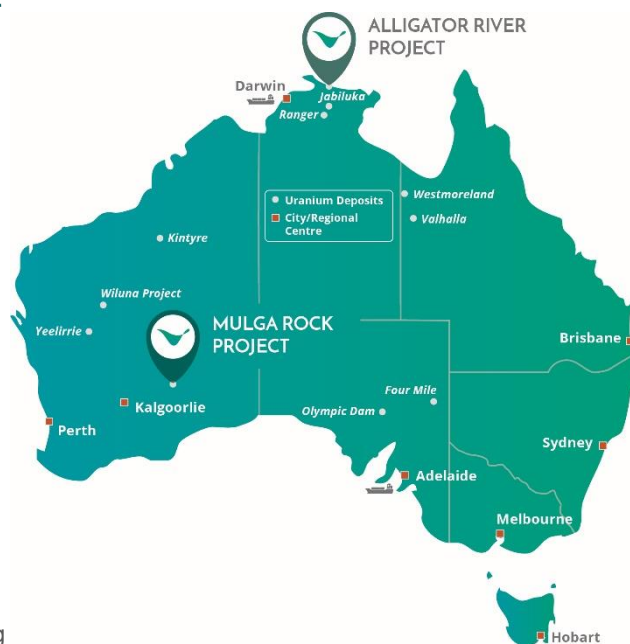 ALLIGATOR RIVER
PROJECT
Darwin
Jabiluka
Ranger
Uranium Deposits
City/Regional
Centre
Westmoreland
Valhalla
Kintyre
Wiluna Project
Yeelirrie
MULGA ROCK
PROJECT
Brisbane
Four Mile
Olympic Dam
Kalgoorlie
Perth
Sydney
Adelaide
Melbourne
Hobart